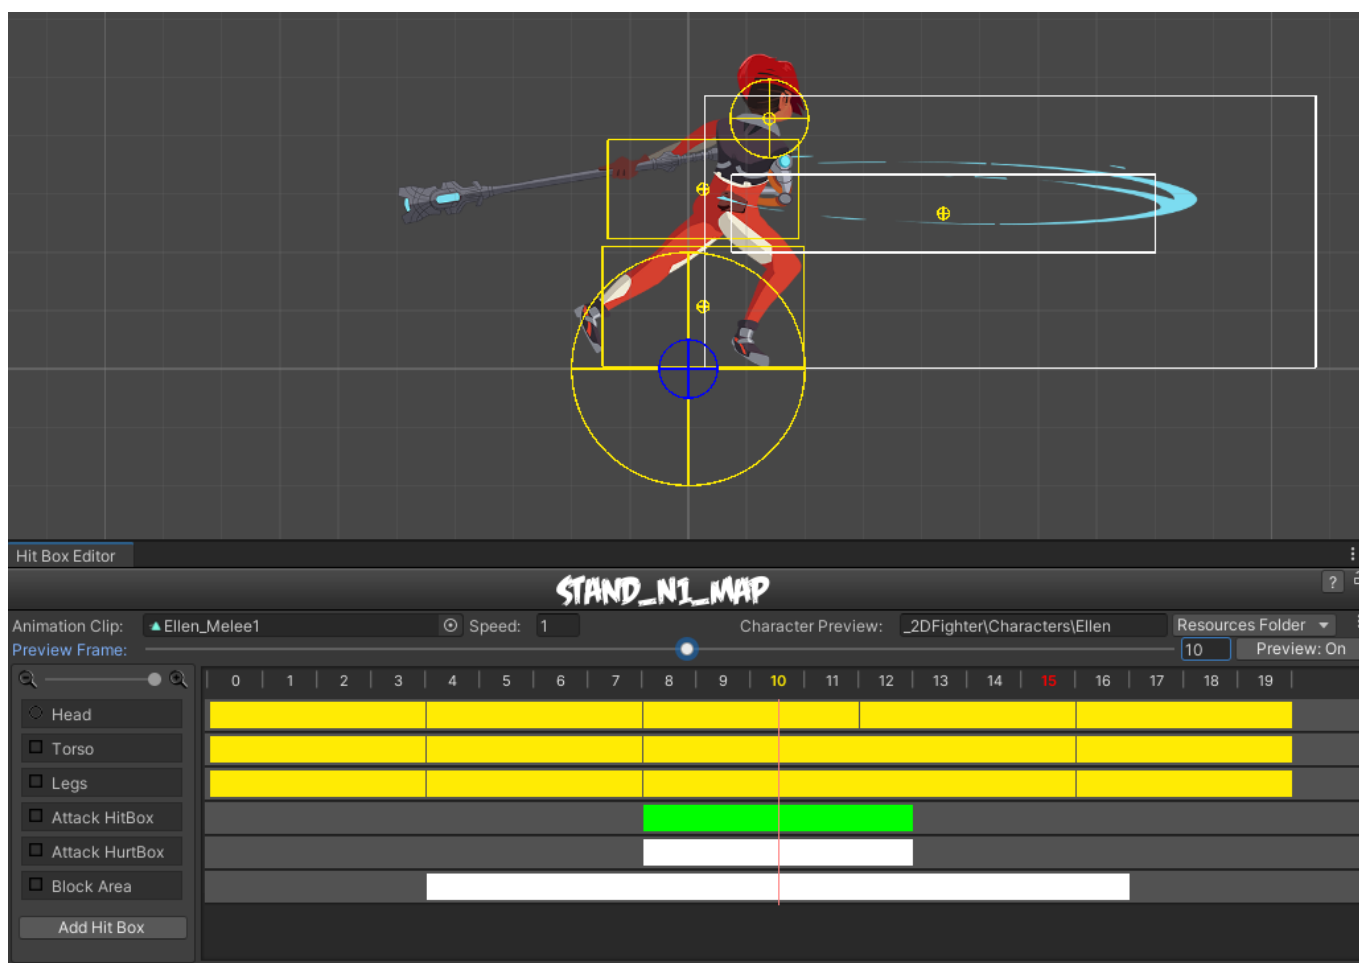 Hit Box Editor
?
STAND_N1_MAP
Animation Clip: Ellen_Melee1 Speed: 1 Character Preview: _2DFighter\Characters\Ellen Resources Folder
Preview Frame: 10 Preview: On
0 1 2 3 4 5 6 7 8 9 10 11 12 13 14 15 16 17 18 19
Head
Torso
Legs
Attack HitBox
Attack HurtBox
Block Area
Add Hit Box